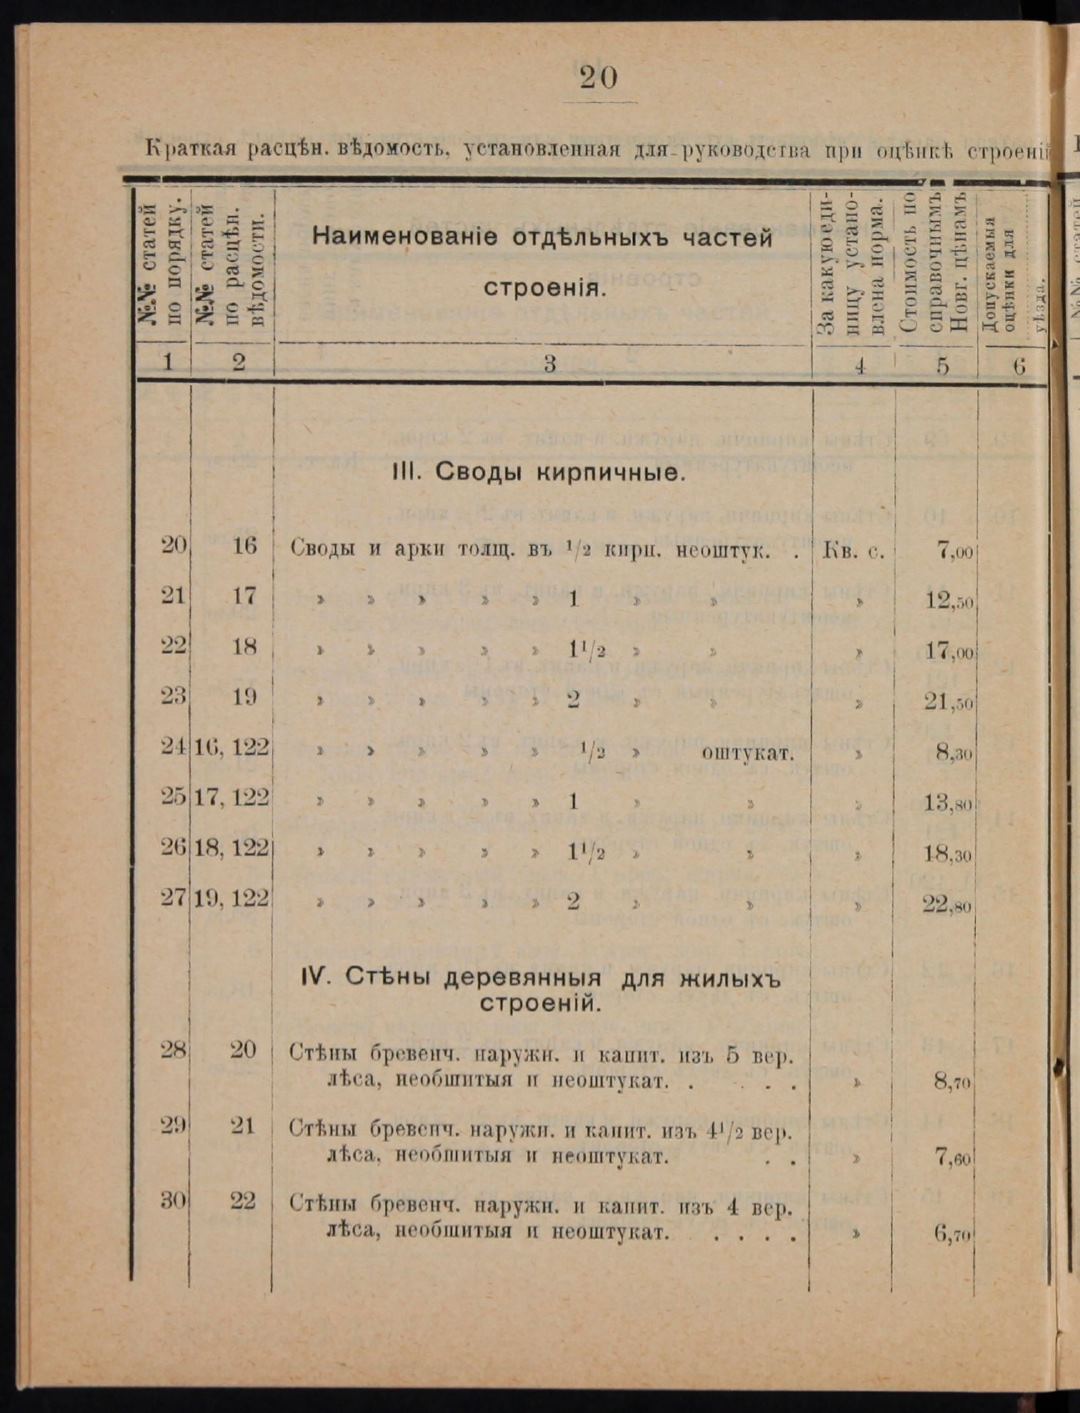 20
Краткая расцѣн. вѣдомость, установленная для руководства при оцѣнкѣ строеній
№№ статей по порядку.
№№ статей по расцѣн. вѣдомости.
Наименованіе отдѣльныхъ частей
строенія.
За какую еди-
ницу устано-
влена норма.
Стоимость по
справочнымъ
Новг. цѣнамъ
Допускаемыя
оцѣнки для
уѣзда.
1 2 3 4 5 6
III. Своды кирпичные.
20 16 Своды и арки толщ. въ 1/2 кирп. неоштук. . Кв. с. 7,00
21 17 » » » » » 1 » » » 12,50
22 18 » » » » » 1 1/2 » » » 17,00
23 19 » » » » » 2 » » » 21,50
24 16, 122 » » » » » 1/2 » оштукат. » 8,30
25 17, 122 » » » » » 1 » » » 13,80
26 18, 122 » » » » » 1 1/2 » » » 18,30
27 19, 122 » » » » » 2 » » » 22,80
IV. Стѣны деревянныя для жилыхъ
строеній.
28 20 Стѣны бревенч. наружн. и капит. изъ 5 вер.
лѣса, необшитыя и неоштукат. . . . . » 8,70
29 21 Стѣны бревенч. наружн. и капит. изъ 4 1/2 вер.
лѣса, необшитыя и неоштукат. . . » 7,60
30 22 Стѣны бревенч. наружн. и капит. изъ 4 вер.
лѣса, необшитыя и неоштукат. . . . . » 6,70